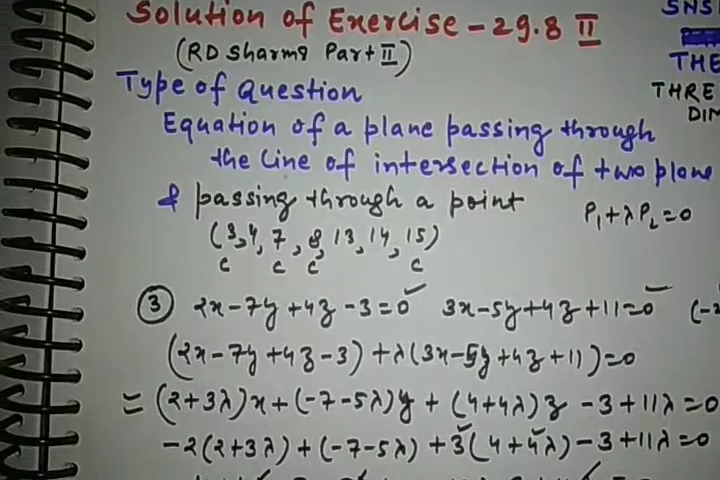 Solution of Exercise - 29.8 II
(RD Sharma Part II)
SNS
THE
THRE
DIM
Type of Question
Equation of a plane passing through
the line of intersection of two plane
& passing through a point
P₁ + λP₂ = 0
(3, 4, 7, 8, 13, 14, 15)
c c c c
③ 2x - 7y + 4z - 3 = 0 3x - 5y + 4z + 11 = 0 (-2
(2x - 7y + 4z - 3) + λ(3x - 5y + 4z + 11) = 0
= (2 + 3λ)x + (-7 - 5λ)y + (4 + 4λ)z - 3 + 11λ = 0
-2(2 + 3λ) + (-7 - 5λ) + 3(4 + 4λ) - 3 + 11λ = 0